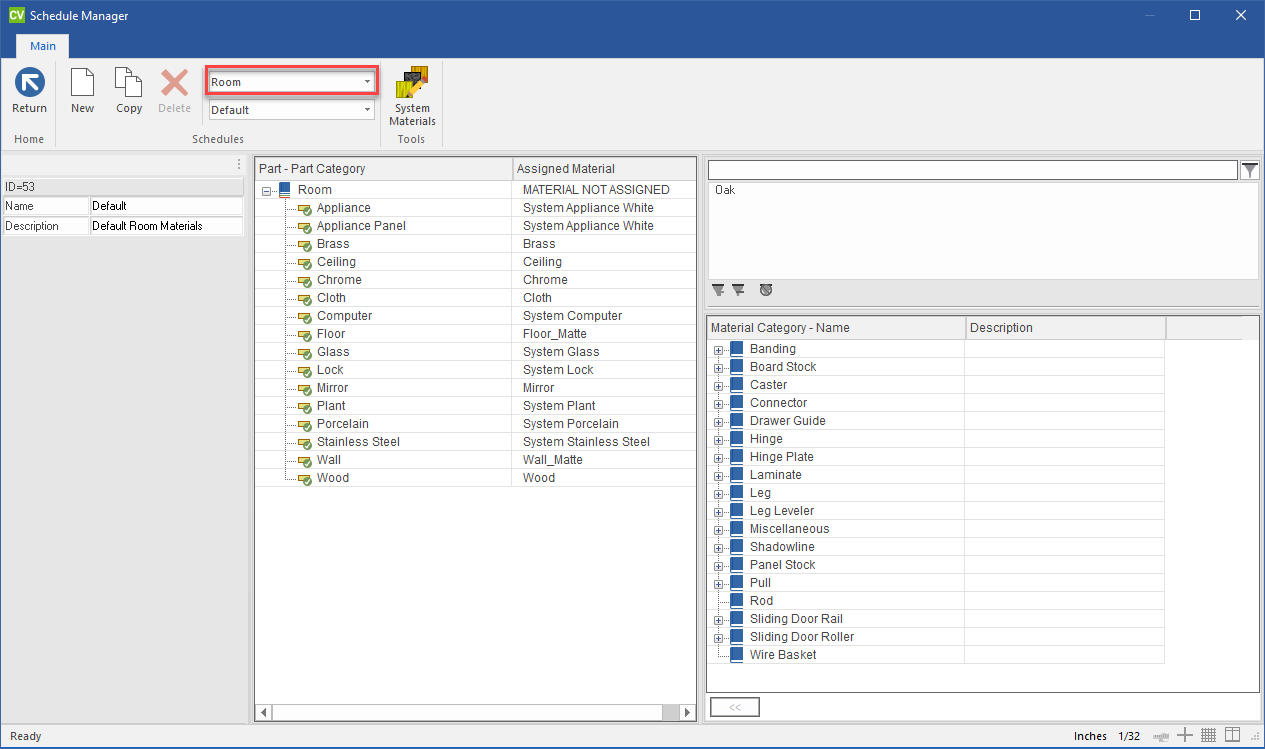 CV Schedule Manager
Main
Return
New
Copy
Delete
Room
Default
System
Materials
Home
Schedules
Tools
ID=53
Name Default
Description Default Room Materials
Part - Part Category Assigned Material
Room MATERIAL NOT ASSIGNED
Appliance System Appliance White
Appliance Panel System Appliance White
Brass Brass
Ceiling Ceiling
Chrome Chrome
Cloth Cloth
Computer System Computer
Floor Floor_Matte
Glass System Glass
Lock System Lock
Mirror Mirror
Plant System Plant
Porcelain System Porcelain
Stainless Steel System Stainless Steel
Wall Wall_Matte
Wood Wood
Oak
Material Category - Name Description
Banding
Board Stock
Caster
Connector
Drawer Guide
Hinge
Hinge Plate
Laminate
Leg
Leg Leveler
Miscellaneous
Shadowline
Panel Stock
Pull
Rod
Sliding Door Rail
Sliding Door Roller
Wire Basket
<<
Ready
Inches 1/32